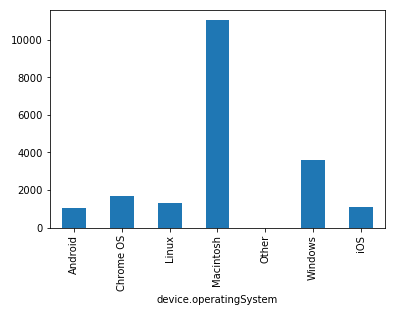 10000
8000
6000
4000
2000
0
Android
Chrome OS
Linux
Macintosh
Other
Windows
iOS
device.operatingSystem